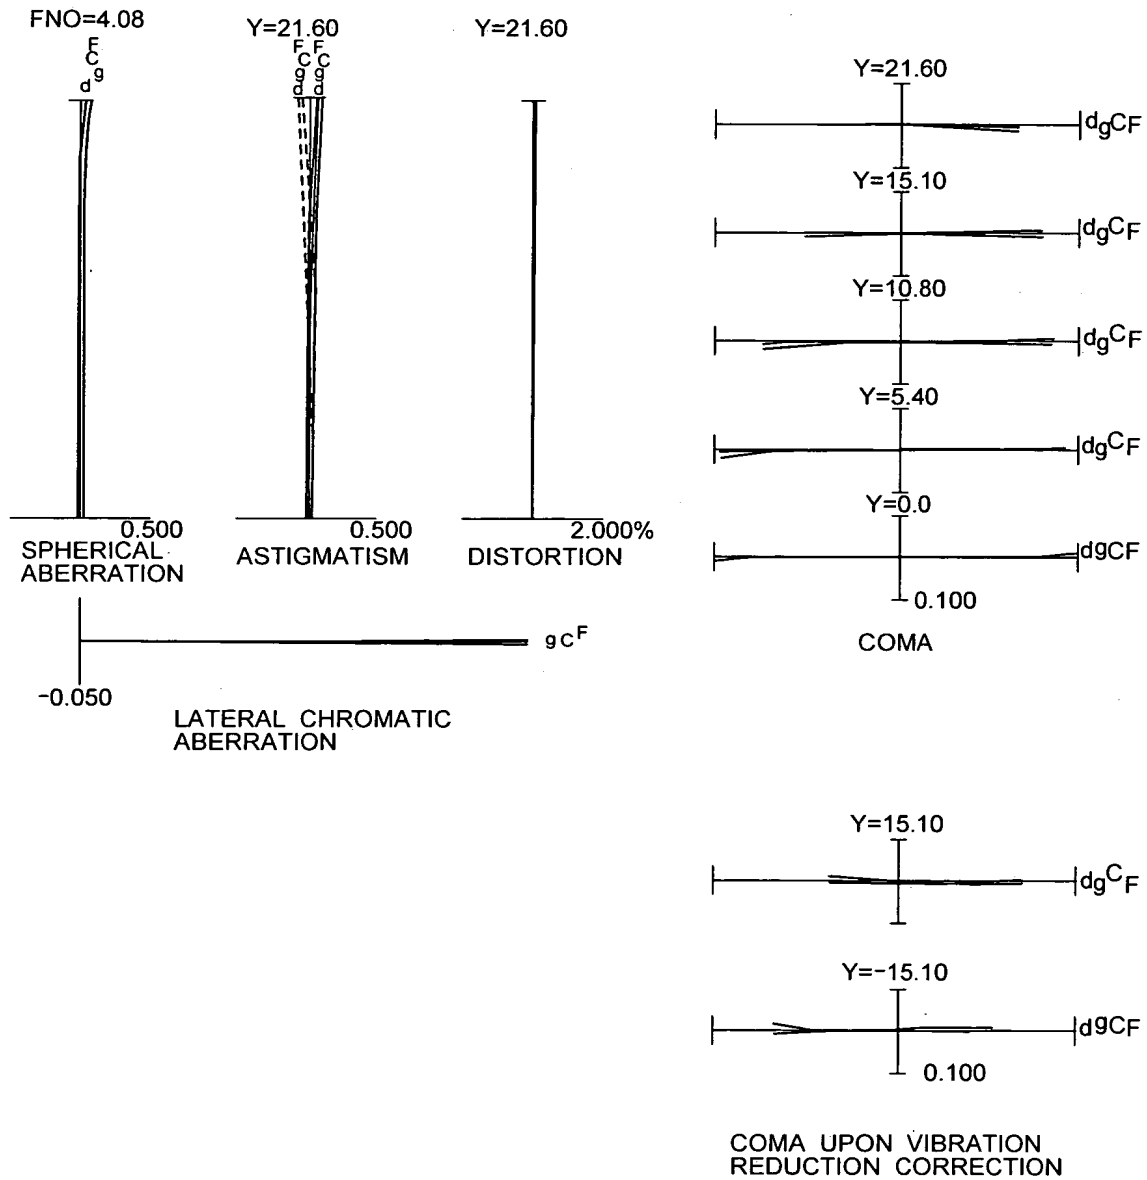 FNO=4.08
F
C
g
d
0.500
SPHERICAL
ABERRATION
Y=21.60
F F
C C
g g
d d
0.500
ASTIGMATISM
Y=21.60
2.000%
DISTORTION
g C F
-0.050
LATERAL CHROMATIC
ABERRATION
Y=21.60
dgCF
Y=15.10
dgCF
Y=10.80
dgCF
Y=5.40
dgCF
Y=0.0
dgCF
0.100
COMA
Y=15.10
dgCF
Y=-15.10
dgCF
0.100
COMA UPON VIBRATION
REDUCTION CORRECTION